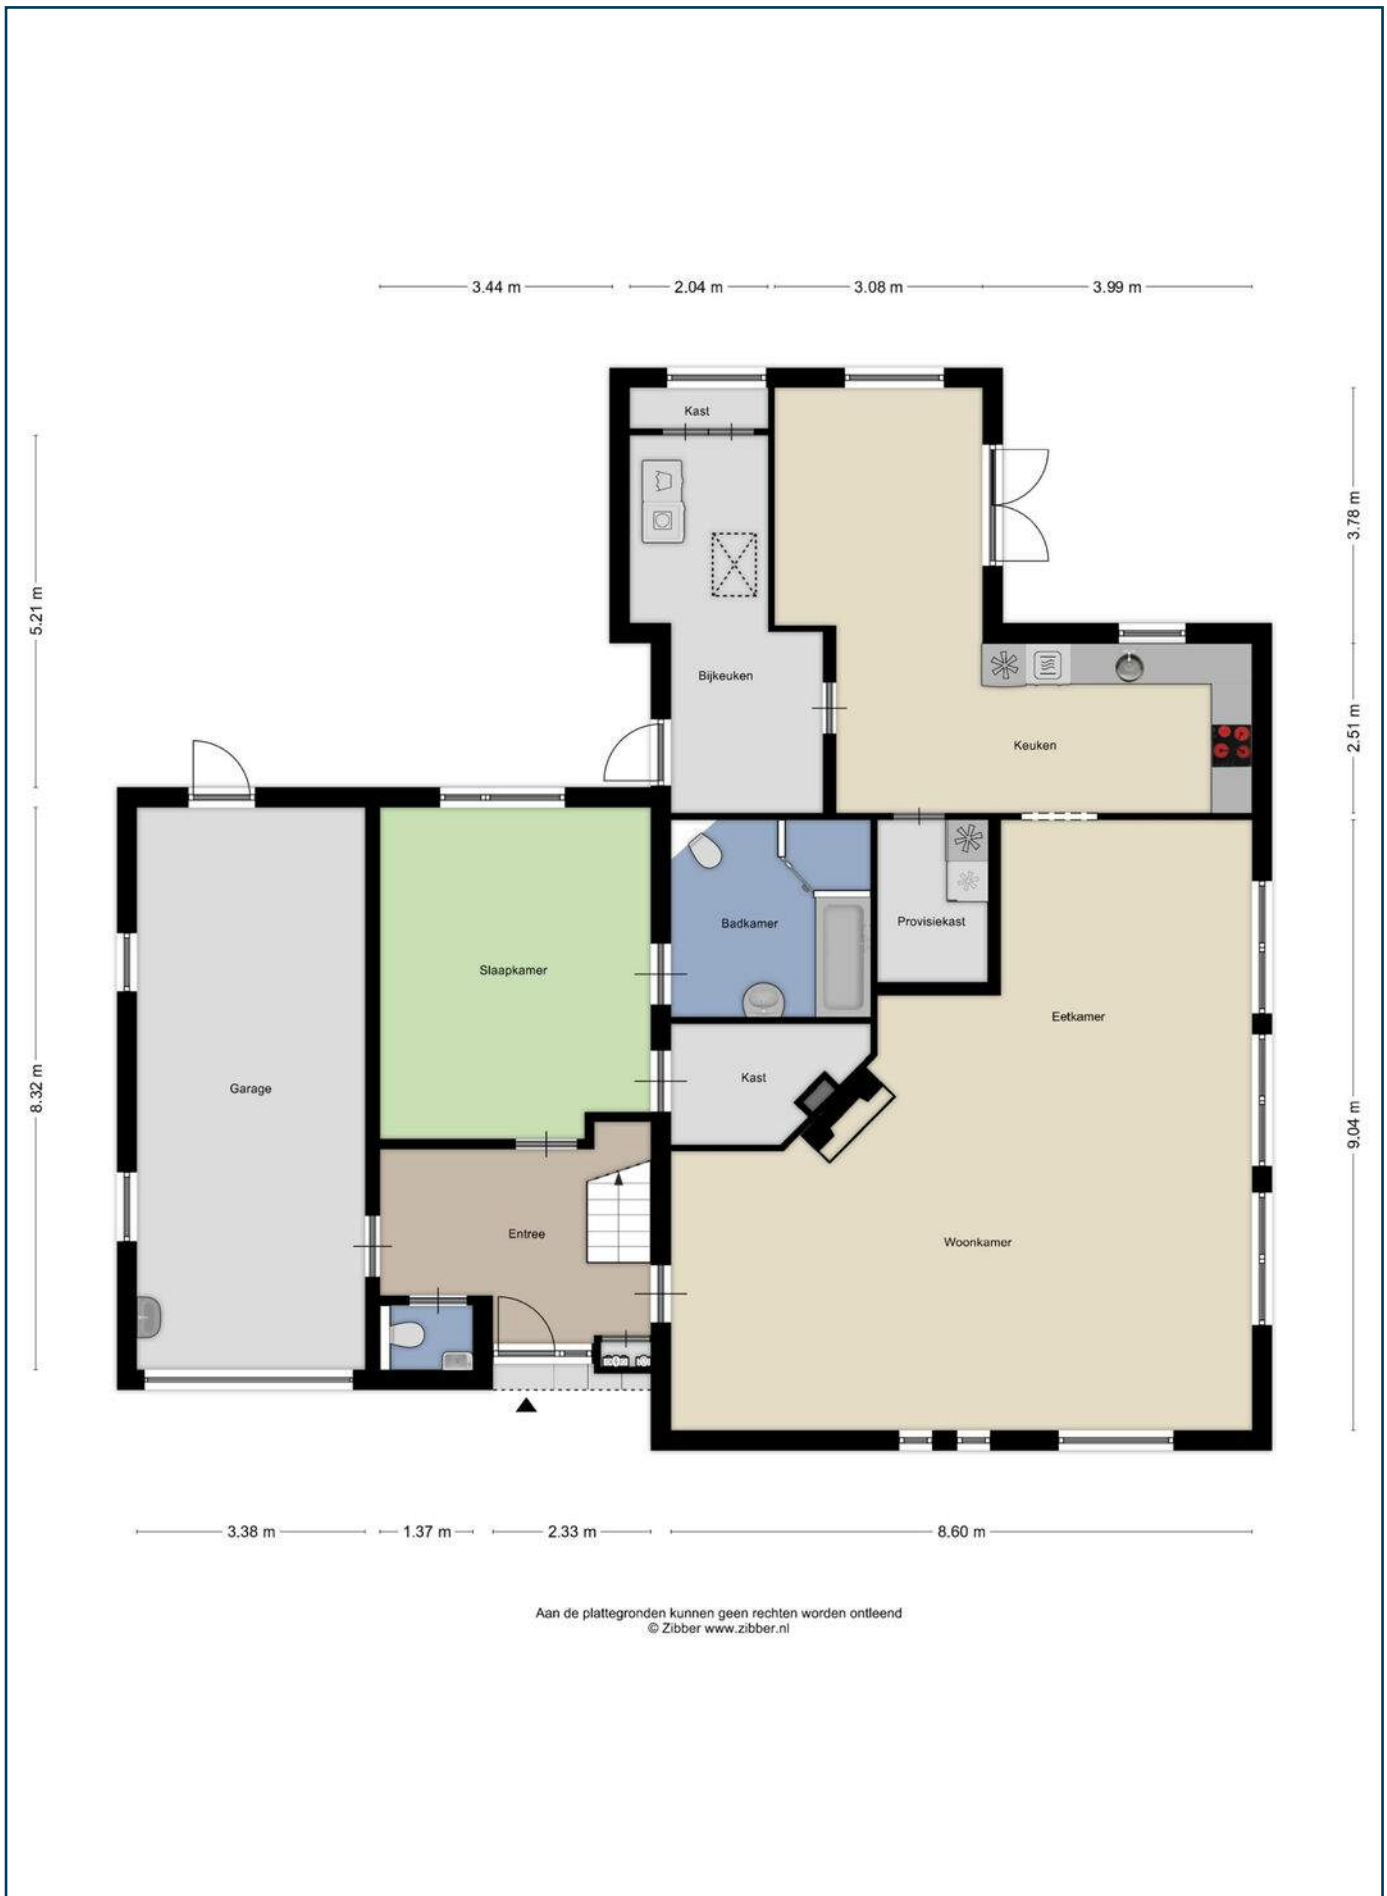 3.44 m
2.04 m
3.08 m
3.99 m
Kast
3.78 m
5.21 m
Bijkeuken
2.51 m
Keuken
Badkamer
Provisiekast
Slaapkamer
Eetkamer
Kast
Garage
8.32 m
9.04 m
Entree
Woonkamer
3.38 m
1.37 m
2.33 m
8.60 m
Aan de plattegronden kunnen geen rechten worden ontleend
© Zibber www.zibber.nl